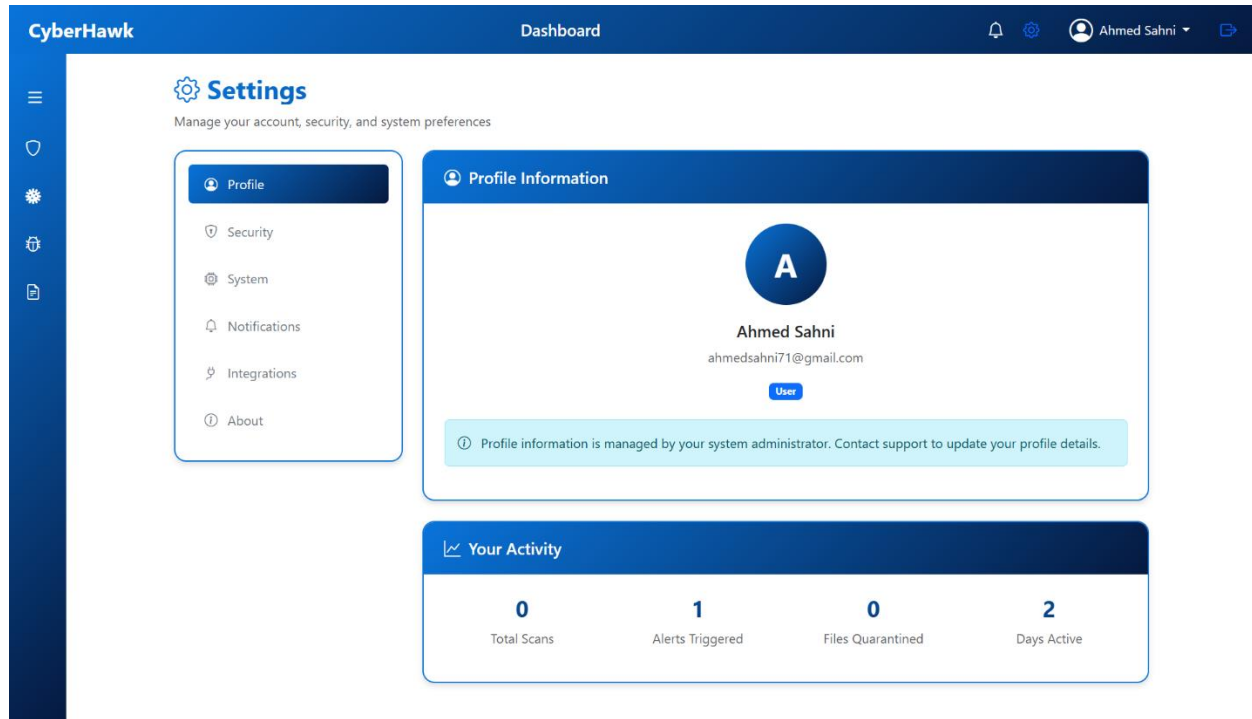 CyberHawk
Dashboard
Ahmed Sahni
Settings
Manage your account, security, and system preferences
Profile
Security
System
Notifications
Integrations
About
Profile Information
A
Ahmed Sahni
ahmedsahni71@gmail.com
User
Profile information is managed by your system administrator. Contact support to update your profile details.
Your Activity
0
Total Scans
1
Alerts Triggered
0
Files Quarantined
2
Days Active